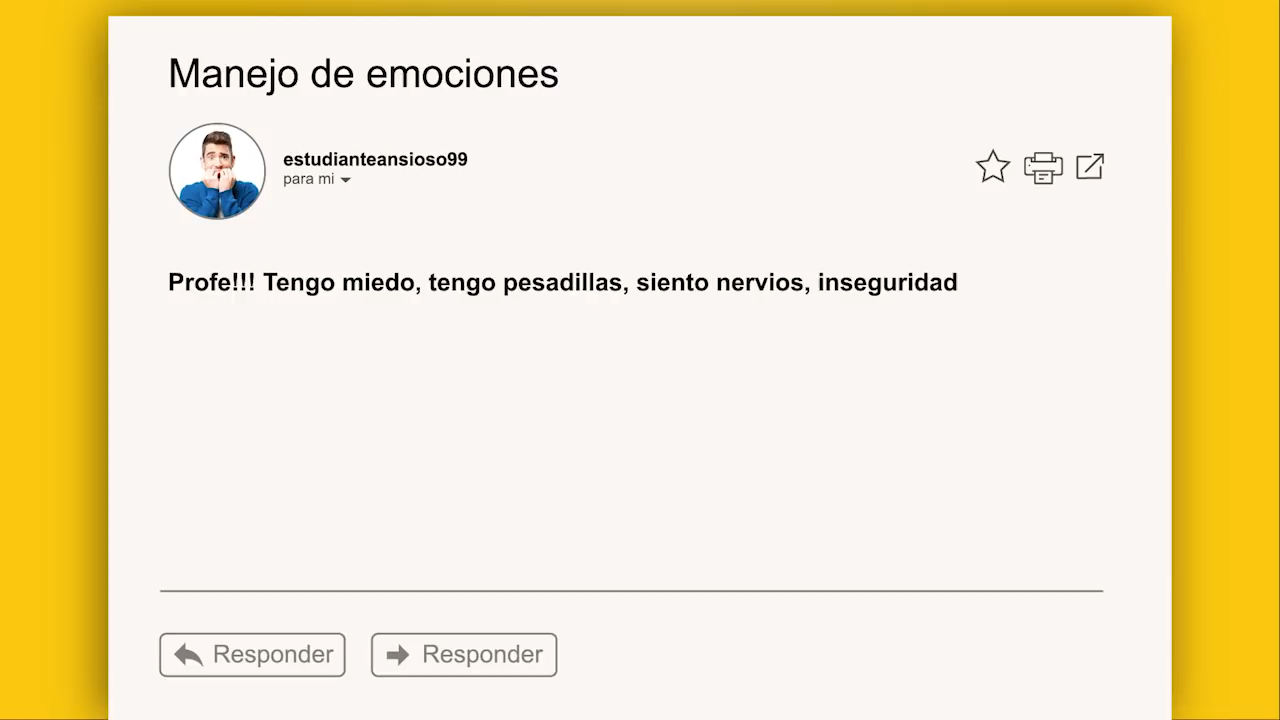 Manejo de emociones
estudianteansioso99
para mi
Profe!!! Tengo miedo, tengo pesadillas, siento nervios, inseguridad
Responder
Responder